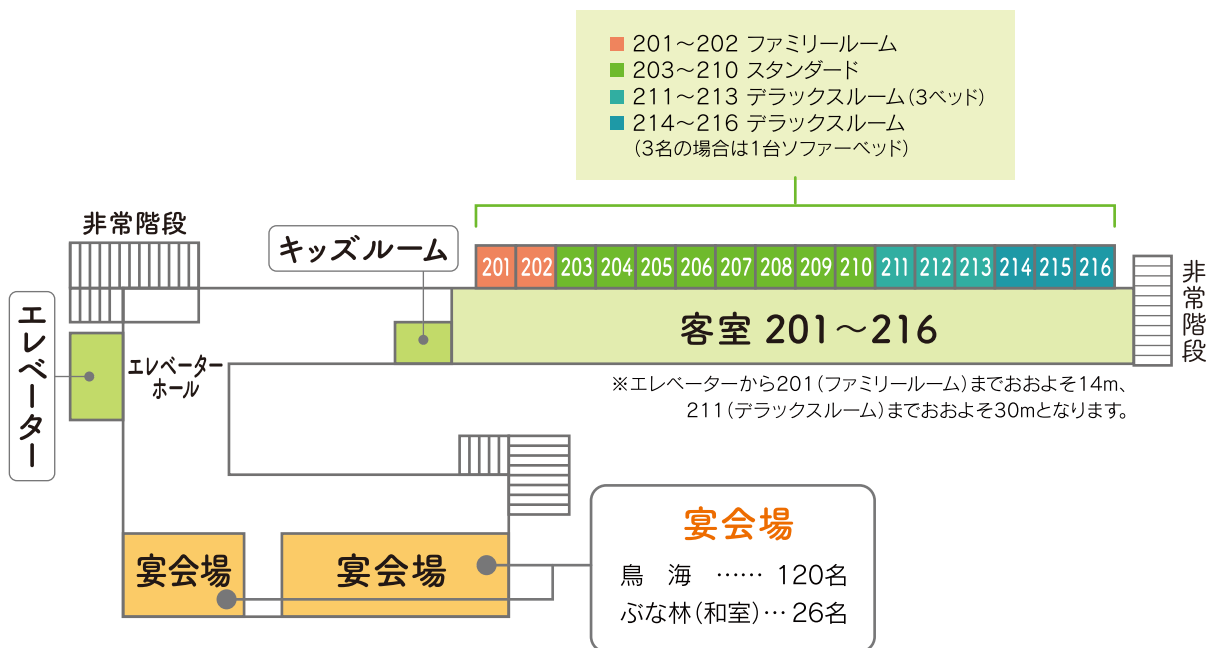 201〜202 ファミリールーム
203〜210 スタンダード
211〜213 デラックスルーム(3ベッド)
214〜216 デラックスルーム
(3名の場合は1台ソファーベッド)
非常階段
キッズルーム
201 202 203 204 205 206 207 208 209 210 211 212 213 214 215 216
非常階段
エレベーター
エレベーター
ホール
客室 201〜216
※エレベーターから201(ファミリールーム)までおおよそ14m、
211(デラックスルーム)までおおよそ30mとなります。
宴会場
宴会場
宴会場
鳥 海 …… 120名
ぶな林(和室)… 26名